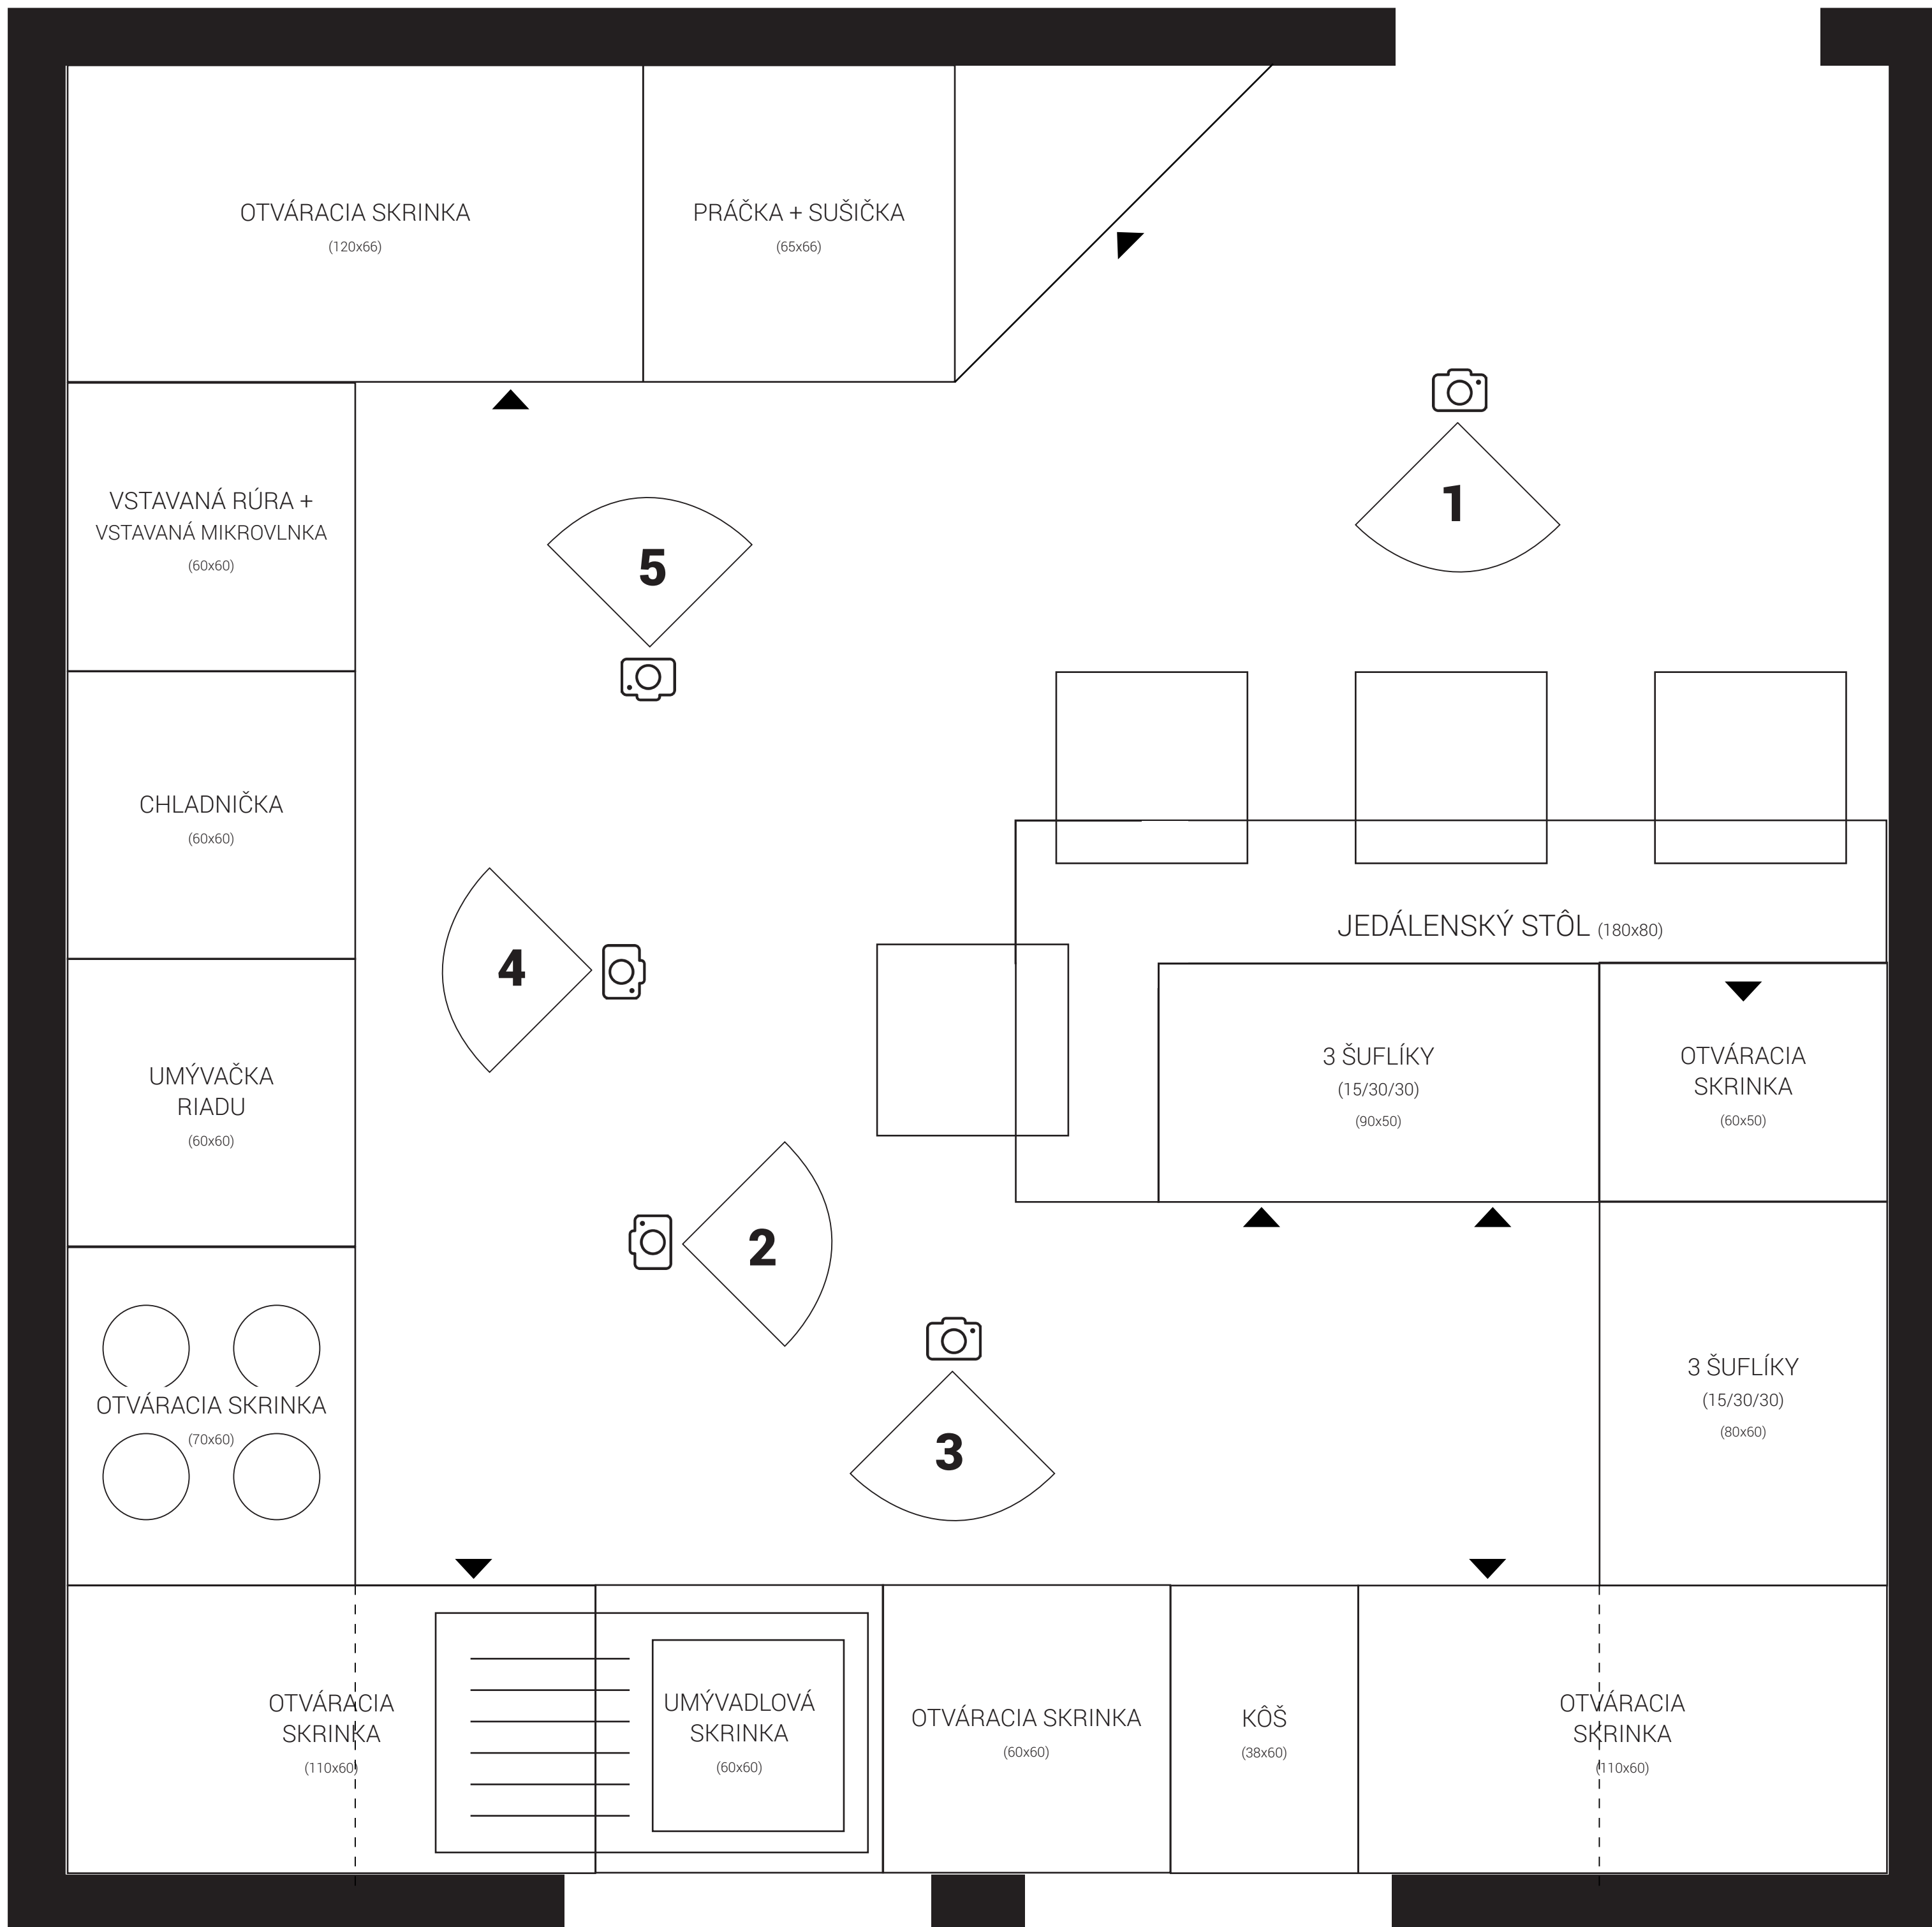 OTVÁRACIA SKRINKA
(120x66)
PRÁČKA + SUŠIČKA
(65x66)
VSTAVANÁ RÚRA +
VSTAVANÁ MIKROVLNKA
(60x60)
5
1
CHLADNIČKA
(60x60)
JEDÁLENSKÝ STÔL (180x80)
4
3 ŠUFLÍKY
(15/30/30)
(90x50)
OTVÁRACIA
SKRINKA
(60x50)
UMÝVAČKA
RIADU
(60x60)
2
3 ŠUFLÍKY
(15/30/30)
(80x60)
OTVÁRACIA SKRINKA
(70x60)
3
OTVÁRACIA
SKRINKA
(110x60)
UMÝVADLOVÁ
SKRINKA
(60x60)
OTVÁRACIA SKRINKA
(60x60)
KÔŠ
(38x60)
OTVÁRACIA
SKRINKA
(110x60)